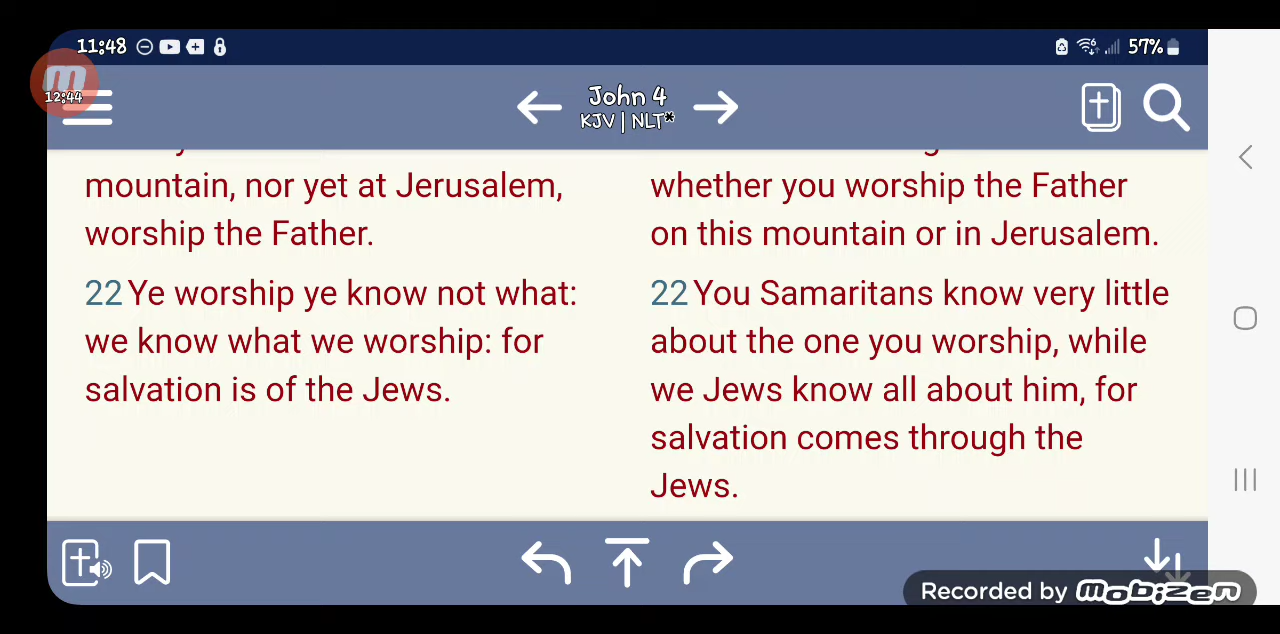 11:48
57%
12:44
John 4
KJV | NLT*
mountain, nor yet at Jerusalem,
worship the Father.
22 Ye worship ye know not what:
we know what we worship: for
salvation is of the Jews.
whether you worship the Father
on this mountain or in Jerusalem.
22 You Samaritans know very little
about the one you worship, while
we Jews know all about him, for
salvation comes through the
Jews.
Recorded by mobizen